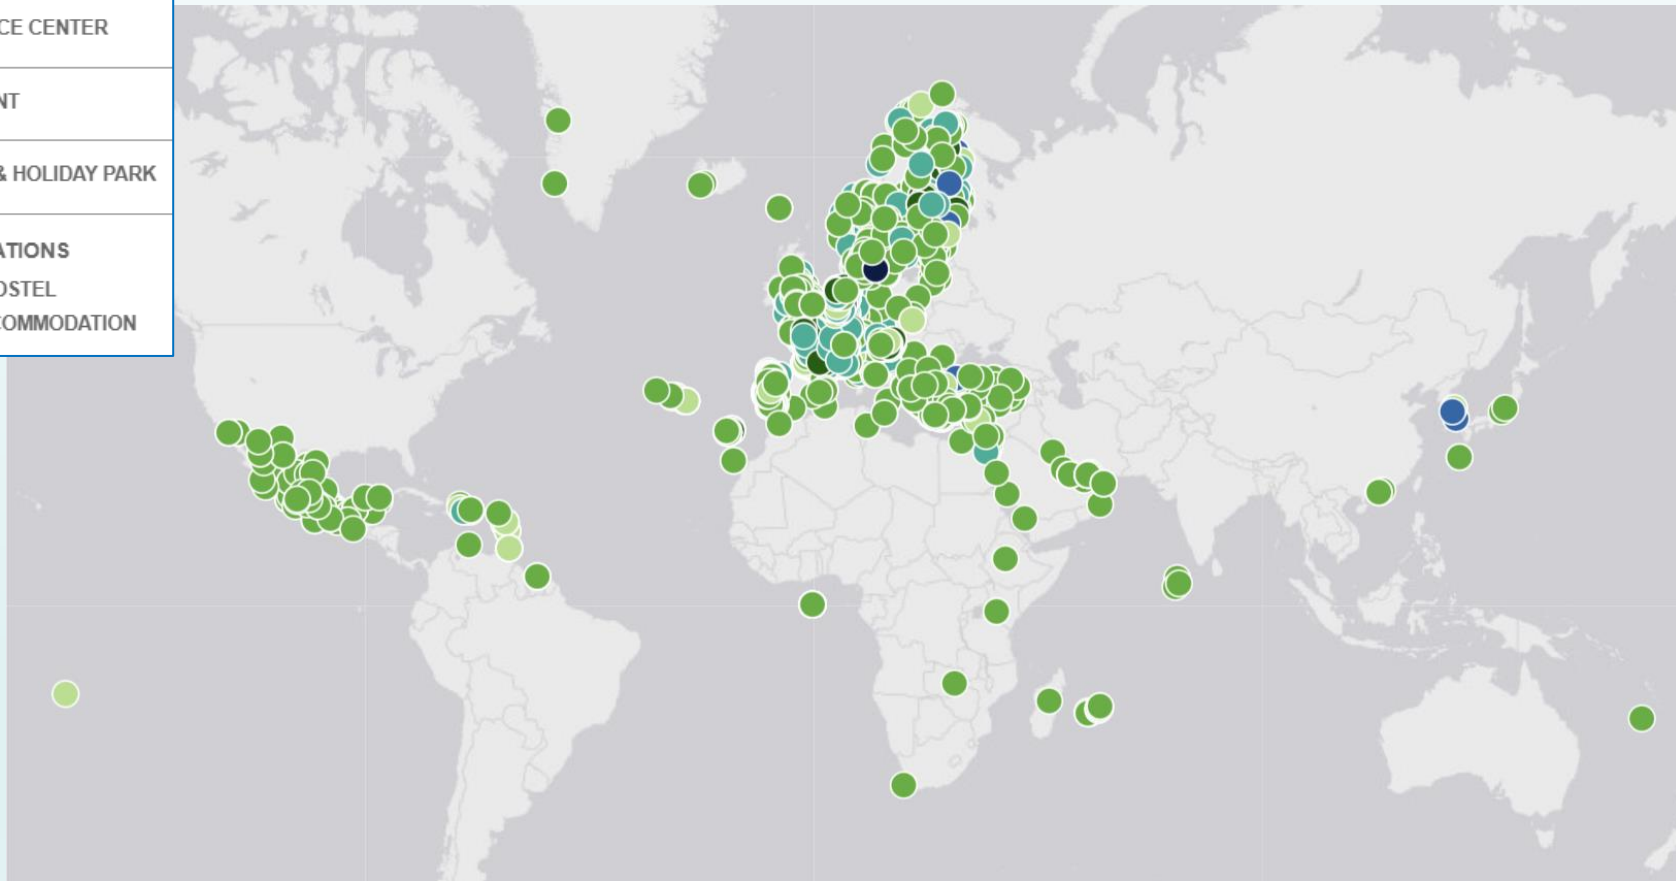 CE CENTER
NT
& HOLIDAY PARK
ATIONS
OSTEL
COMMODATION